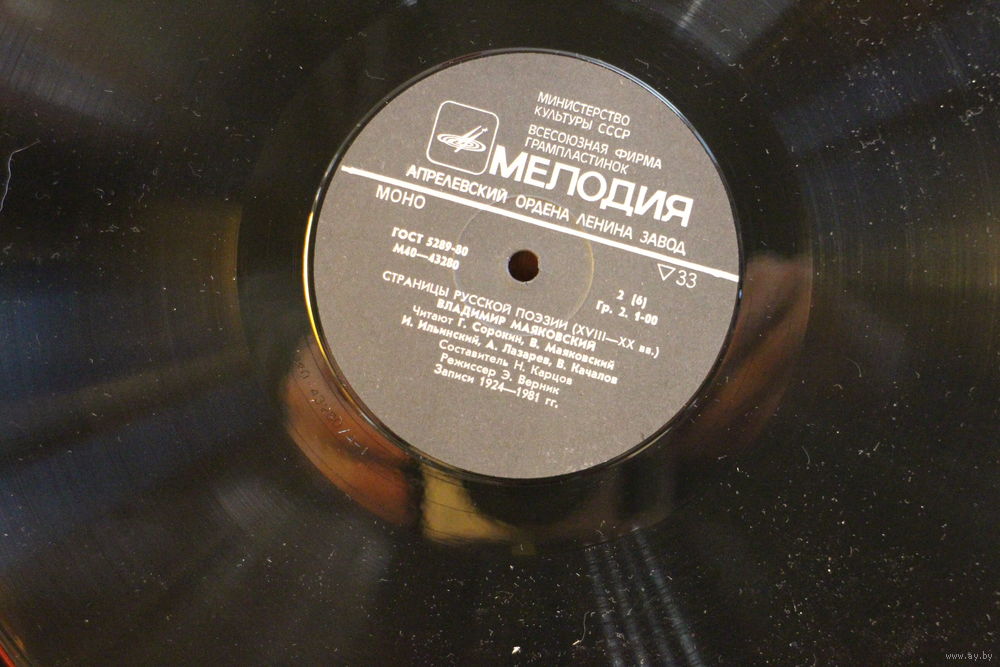 МИНИСТЕРСТВО
КУЛЬТУРЫ СССР
ВСЕСОЮЗНАЯ ФИРМА
ГРАМПЛАСТИНОК
МЕЛОДИЯ
АПРЕЛЕВСКИЙ ОРДЕНА ЛЕНИНА ЗАВОД
МОНО
▽33
ГОСТ 5289-80
М40—43280
2 [6]
Гр. 2. 1-00
СТРАНИЦЫ РУССКОЙ ПОЭЗИИ (XVIII—XX вв.)
ВЛАДИМИР МАЯКОВСКИЙ
Читают Г. Сорокин, В. Маяковский
И. Ильинский, А. Лазарев, В. Качалов
Составитель Н. Карцов
Режиссер Э. Верник
Записи 1924—1981 гг.
www.ay.by